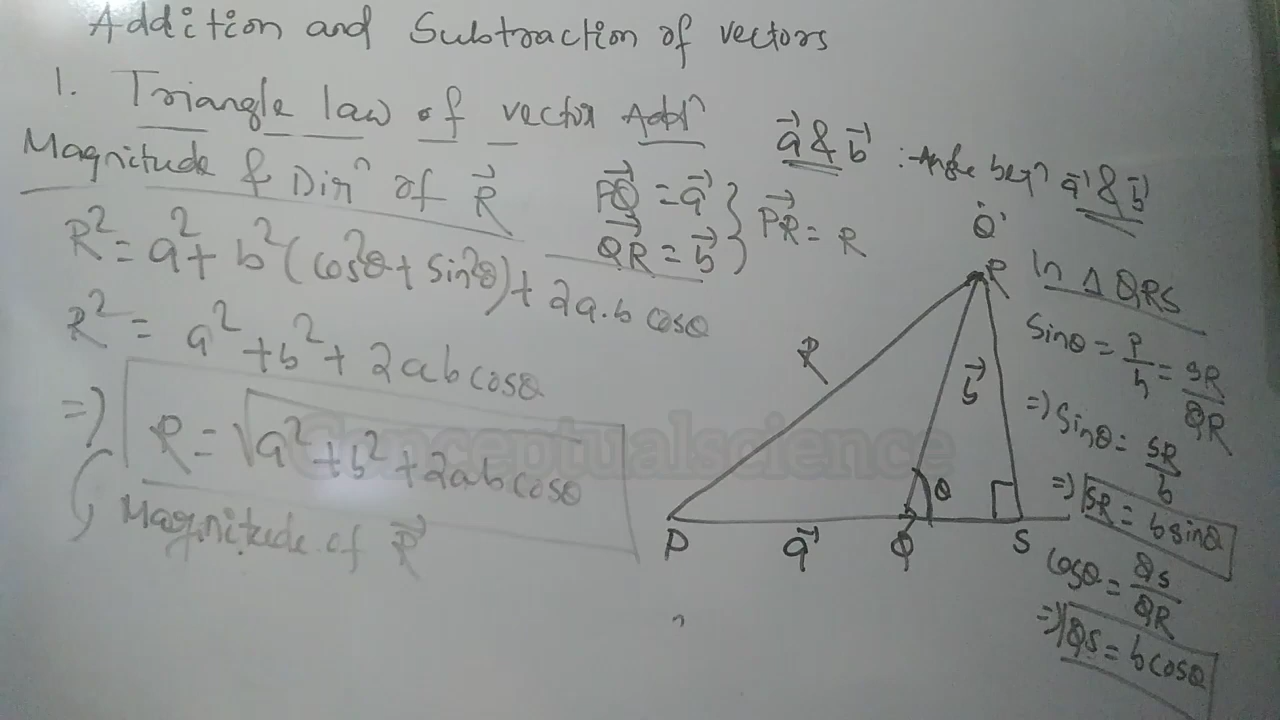 Addition and Subtraction of vectors
1. Triangle law of vector Addⁿ
Magnitude & Dirⁿ of R⃗
R² = a² + b² (cos²θ + sin²θ) + 2a.b cosθ
R² = a² + b² + 2ab cosθ
=> R = √a² + b² + 2ab cosθ
Magnitude of R⃗
PQ⃗ = a⃗
QR⃗ = b⃗
} PR⃗ = R
a⃗ & b⃗ : Angle betⁿ a⃗ & b⃗
'θ'
R
R
b⃗
θ
P a⃗ Q S
In Δ QRS
Sinθ = p/h = SR/QR
=> Sinθ = SR/b
=> SR = b sinθ
cosθ = QS/QR
=> QS = b cosθ
Conceptualscience